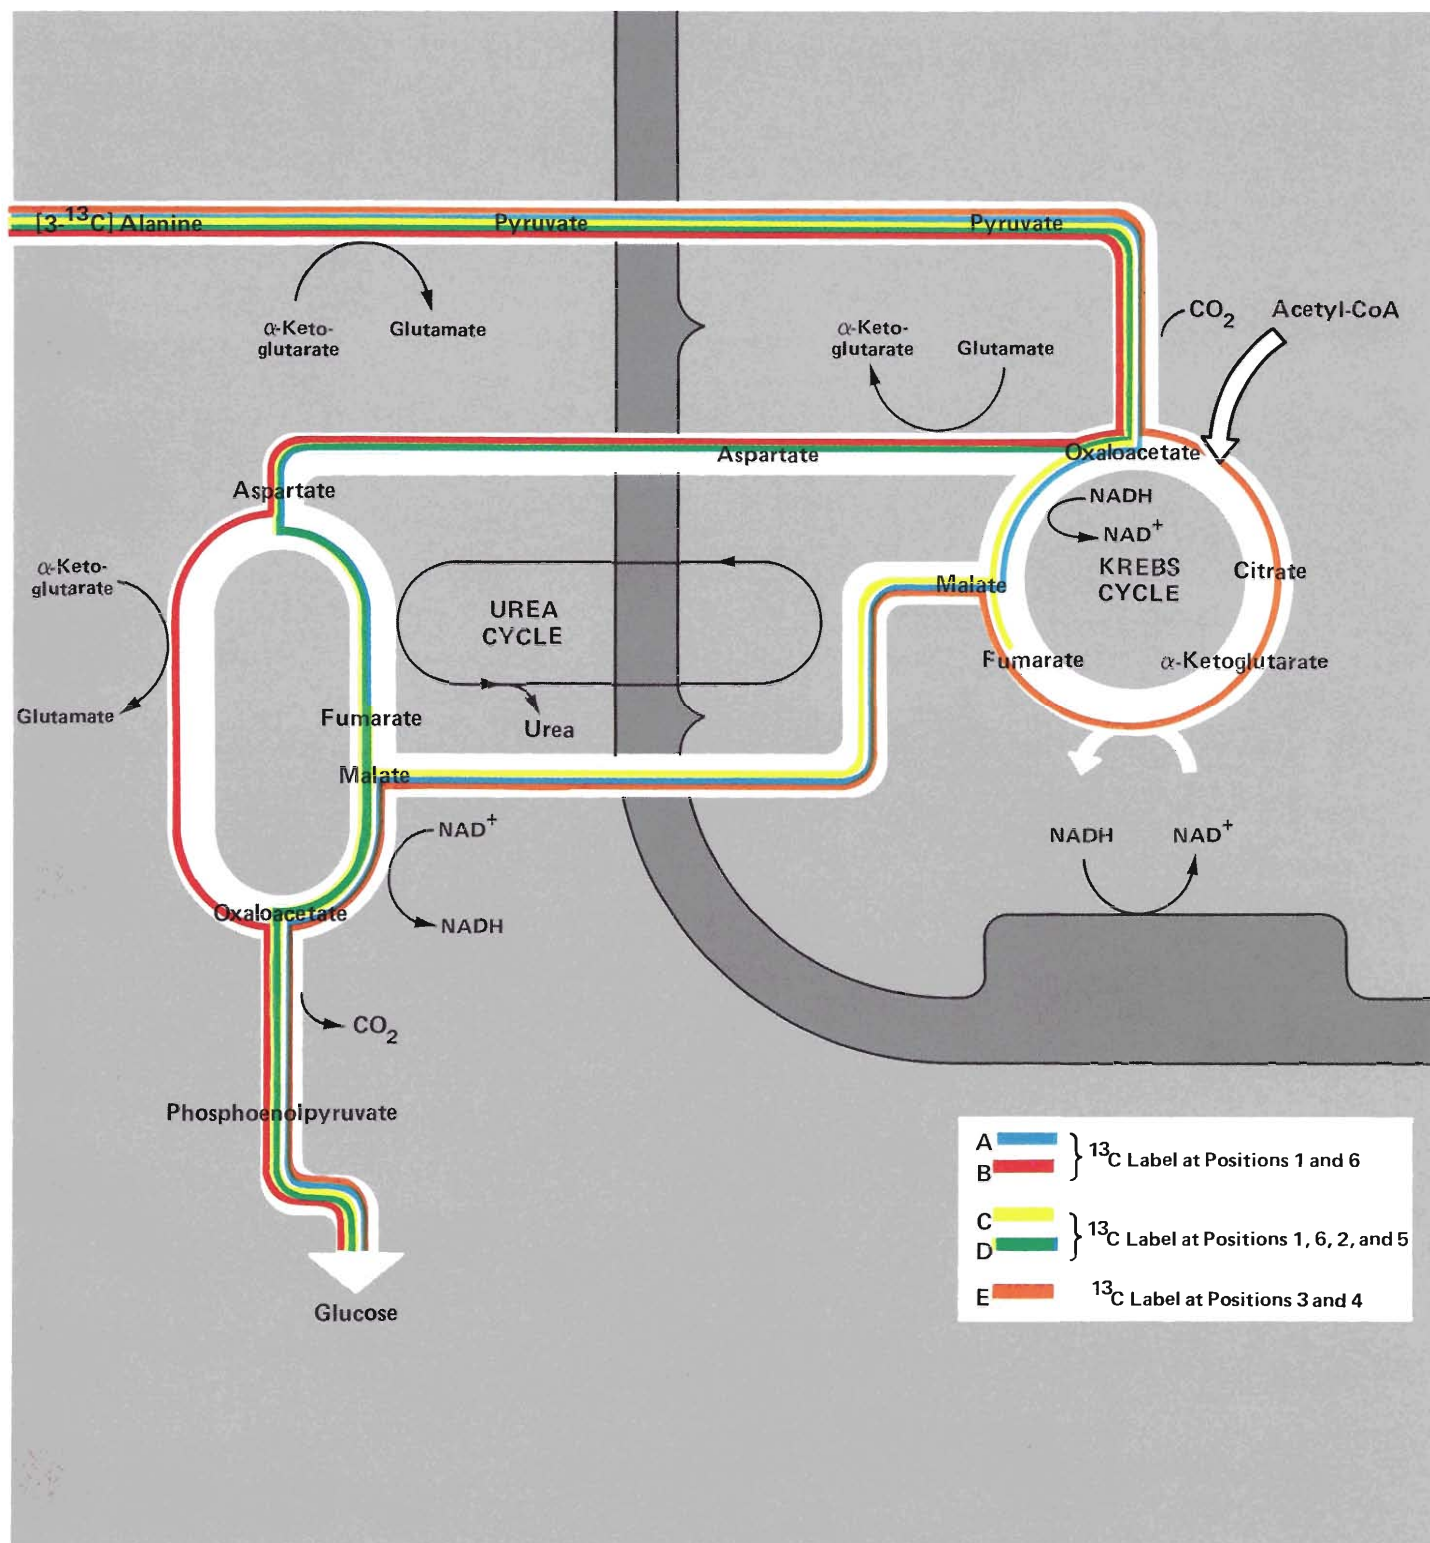 [3-¹³C] Alanine
Pyruvate
Pyruvate
α-Keto-
glutarate
Glutamate
α-Keto-
glutarate
Glutamate
CO₂
Acetyl-CoA
Aspartate
Oxaloacetate
Aspartate
NADH
NAD⁺
KREBS
CYCLE
Citrate
Malate
Fumarate
α-Ketoglutarate
α-Keto-
glutarate
Glutamate
UREA
CYCLE
Urea
Fumarate
Malate
NAD⁺
NADH
NADH
NAD⁺
Oxaloacetate
CO₂
Phosphoenolpyruvate
Glucose
A
B
¹³C Label at Positions 1 and 6
C
D
¹³C Label at Positions 1, 6, 2, and 5
E ¹³C Label at Positions 3 and 4